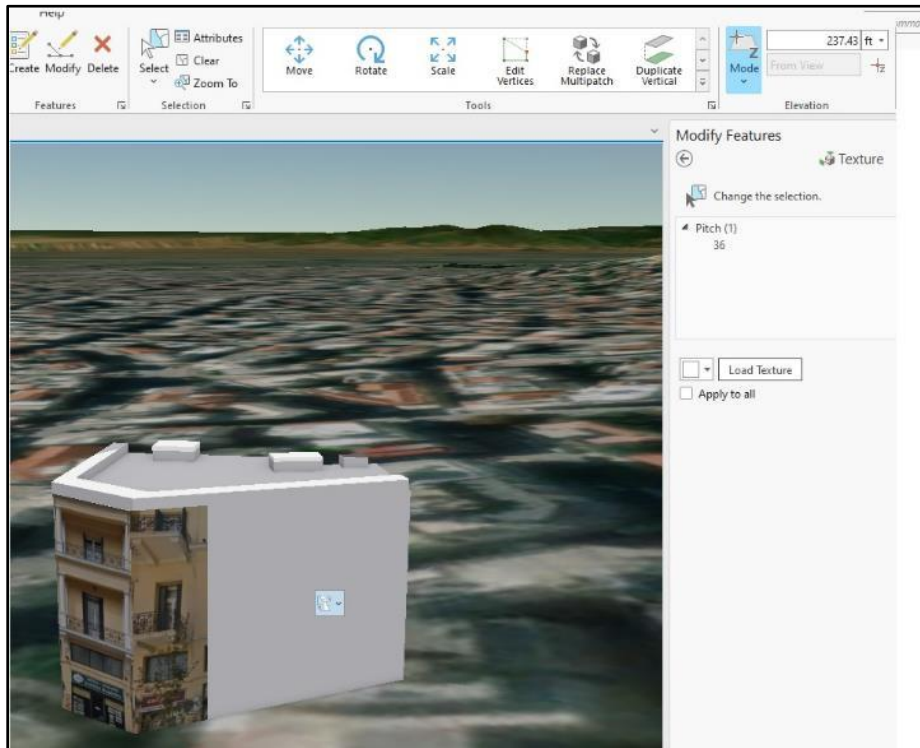 Help
Create Modify Delete
Features
Select
Attributes
Clear
Zoom To
Selection
Move
Rotate
Scale
Edit
Vertices
Replace
Multipatch
Duplicate
Vertical
Tools
Mode
Z
237.43 ft
From View
Elevation
Modify Features
Texture
Change the selection.
Pitch (1)
36
Load Texture
Apply to all